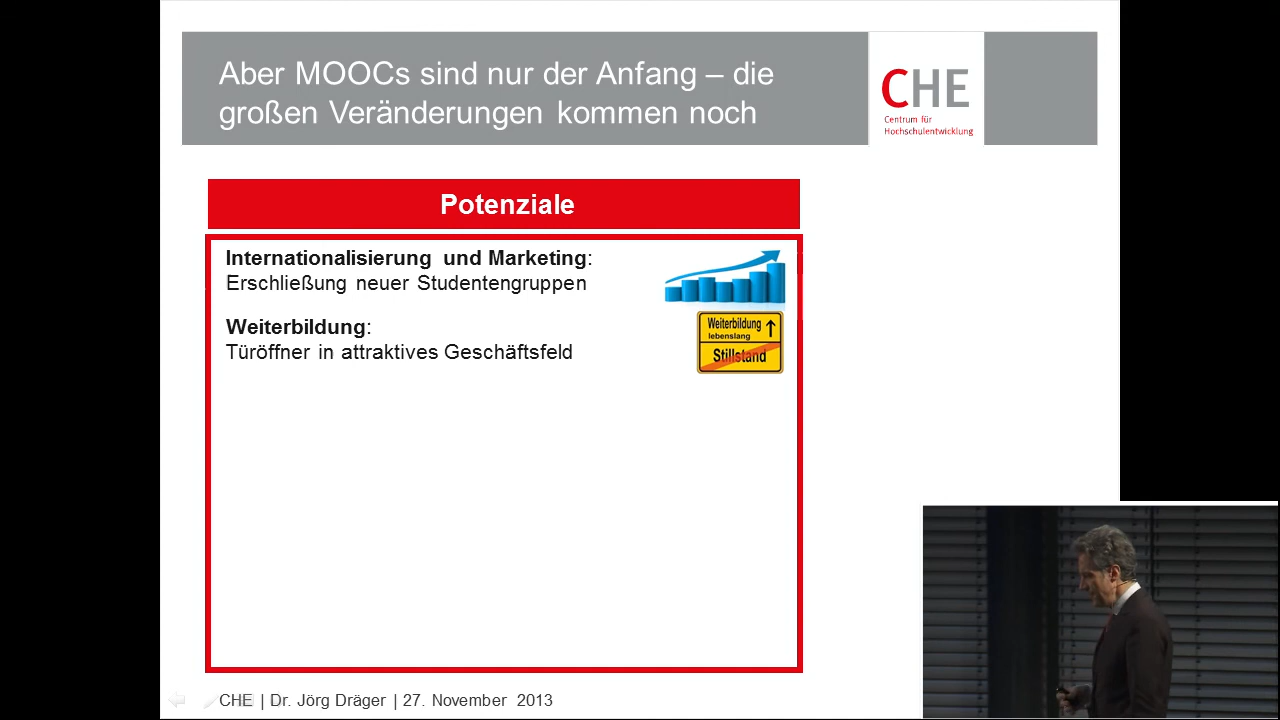 Aber MOOCs sind nur der Anfang – die
großen Veränderungen kommen noch
CHE
Centrum für
Hochschulentwicklung
Potenziale
Internationalisierung und Marketing:
Erschließung neuer Studentengruppen
Weiterbildung:
Türöffner in attraktives Geschäftsfeld
Weiterbildung
lebenslang
Stillstand
CHE | Dr. Jörg Dräger | 27. November 2013